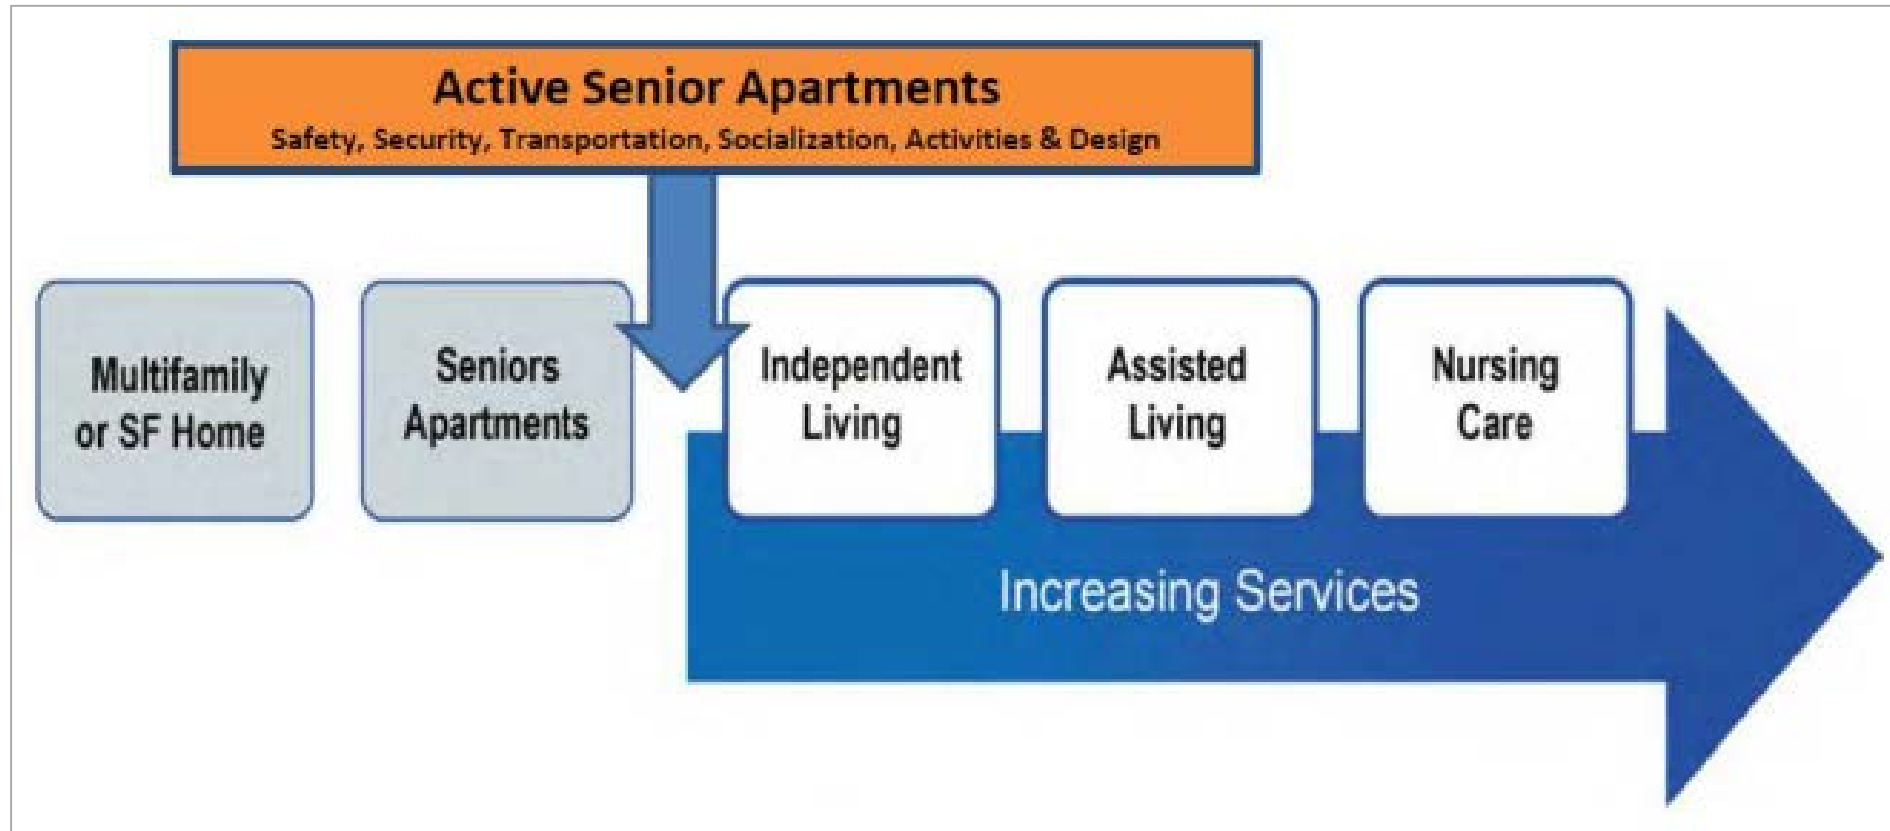 Active Senior Apartments
Safety, Security, Transportation, Socialization, Activities & Design
Multifamily
or SF Home
Seniors
Apartments
Independent
Living
Assisted
Living
Nursing
Care
Increasing Services